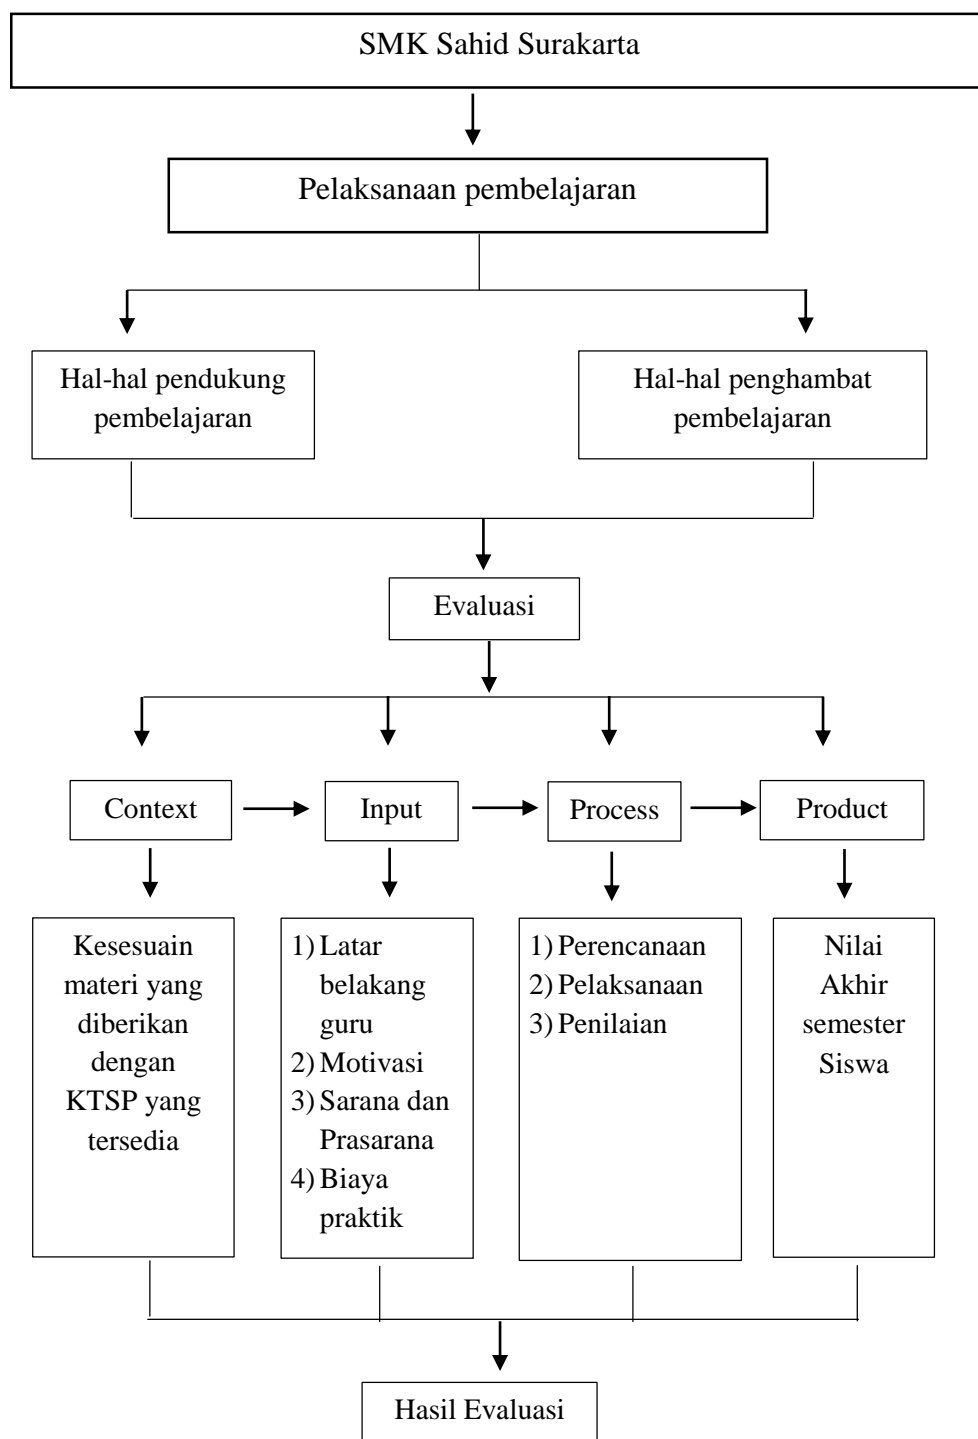 SMK Sahid Surakarta
Pelaksanaan pembelajaran
Hal-hal pendukung
pembelajaran
Hal-hal penghambat
pembelajaran
Evaluasi
Context
Input
Process
Product
Kesesuain
materi yang
diberikan
dengan
KTSP yang
tersedia
1) Latar
belakang
guru
2) Motivasi
3) Sarana dan
Prasarana
4) Biaya
praktik
1) Perencanaan
2) Pelaksanaan
3) Penilaian
Nilai
Akhir
semester
Siswa
Hasil Evaluasi